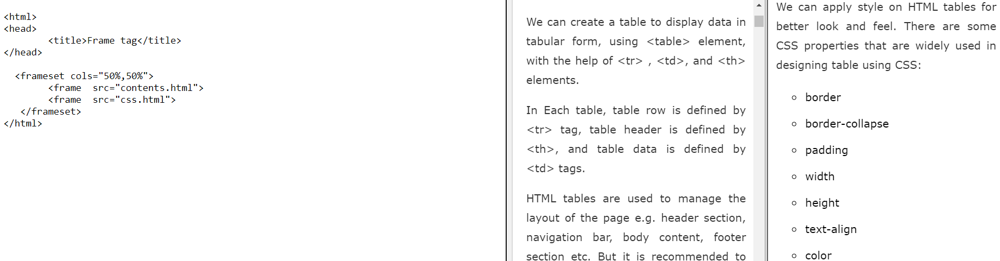 <html>
<head>
<title>Frame tag</title>
</head>
<frameset cols="50%,50%">
<frame  src="contents.html">
<frame  src="css.html">
</frameset>
</html>
We can create a table to display data in
tabular form, using <table> element,
with the help of <tr> , <td>, and <th>
elements.
In Each table, table row is defined by
<tr> tag, table header is defined by
<th>, and table data is defined by
<td> tags.
HTML tables are used to manage the
layout of the page e.g. header section,
navigation bar, body content, footer
section etc. But it is recommended to
We can apply style on HTML tables for
better look and feel. There are some
CSS properties that are widely used in
designing table using CSS:
border
border-collapse
padding
width
height
text-align
color